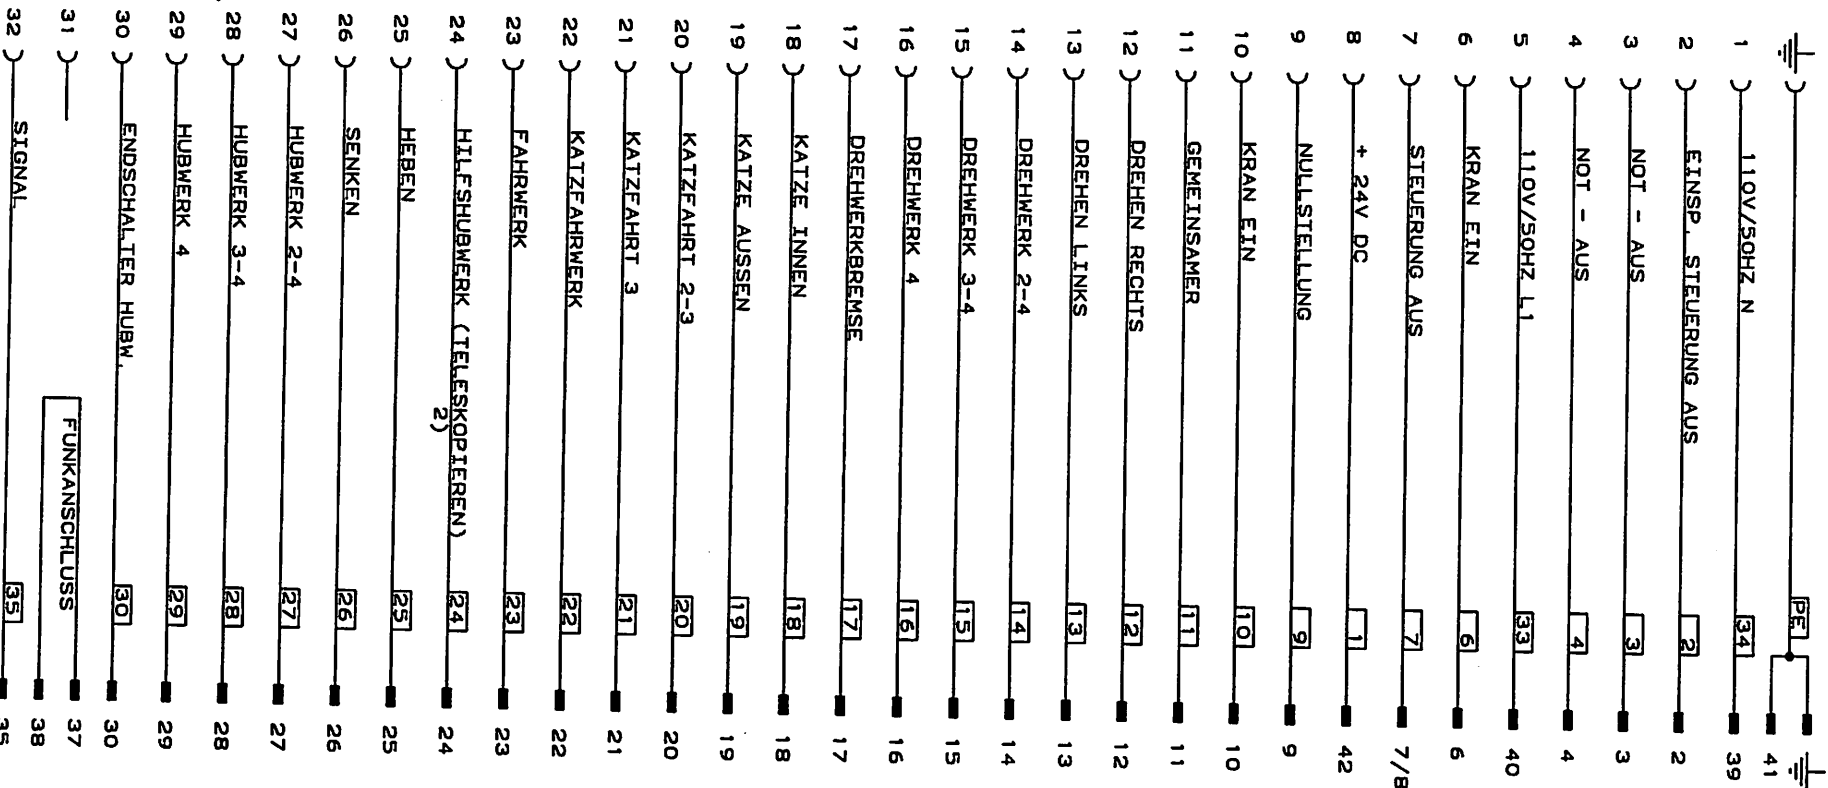 PE 41
1 110V/50HZ N 34 39
2 EINSP. STEUERUNG AUS 2 2
3 NOT - AUS 3 3
4 NOT - AUS 4 4
5 110V/50HZ L1 33 40
6 KRAN EIN 6 6
7 STEUERUNG AUS 7 7/8
8 + 24V DC 1 42
9 NULLSTELLUNG 9 9
10 KRAN EIN 10 10
11 GEMEINSAMER 11 11
12 DREHEN RECHTS 12 12
13 DREHEN LINKS 13 13
14 DREHWERK 2-4 14 14
15 DREHWERK 3-4 15 15
16 DREHWERK 4 16 16
17 DREHWERKBREMSE 17 17
18 KATZE INNEN 18 18
19 KATZE AUSSEN 19 19
20 KATZFAHRT 2-3 20 20
21 KATZFAHRT 3 21 21
22 KATZFAHRWERK 22 22
23 FAHRWERK 23 23
24 HILFSHUBWERK (TELESKOPIEREN) 24 24
2)
25 HEBEN 25 25
26 SENKEN 26 26
27 HUBWERK 2-4 27 27
28 HUBWERK 3-4 28 28
29 HUBWERK 4 29 29
30 ENDSCHALTER HUBW. 30 30
31 FUNKANSCHLUSS 37
38
32 SIGNAL 35 35